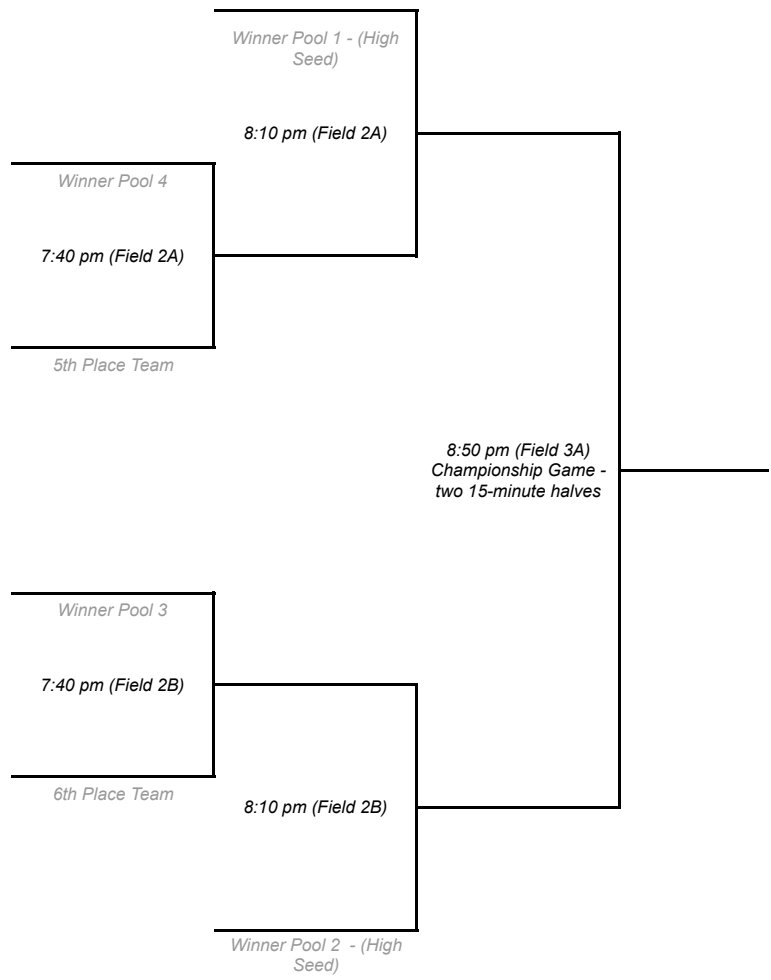 Winner Pool 1 - (High
Seed)
8:10 pm (Field 2A)
Winner Pool 4
7:40 pm (Field 2A)
5th Place Team
8:50 pm (Field 3A)
Championship Game -
two 15-minute halves
Winner Pool 3
7:40 pm (Field 2B)
6th Place Team
8:10 pm (Field 2B)
Winner Pool 2  - (High
Seed)